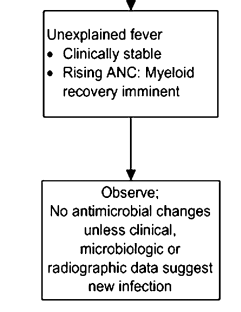 Unexplained fever
• Clinically stable
• Rising ANC: Myeloid
recovery imminent
Observe;
No antimicrobial changes
unless clinical,
microbiologic or
radiographic data suggest
new infection